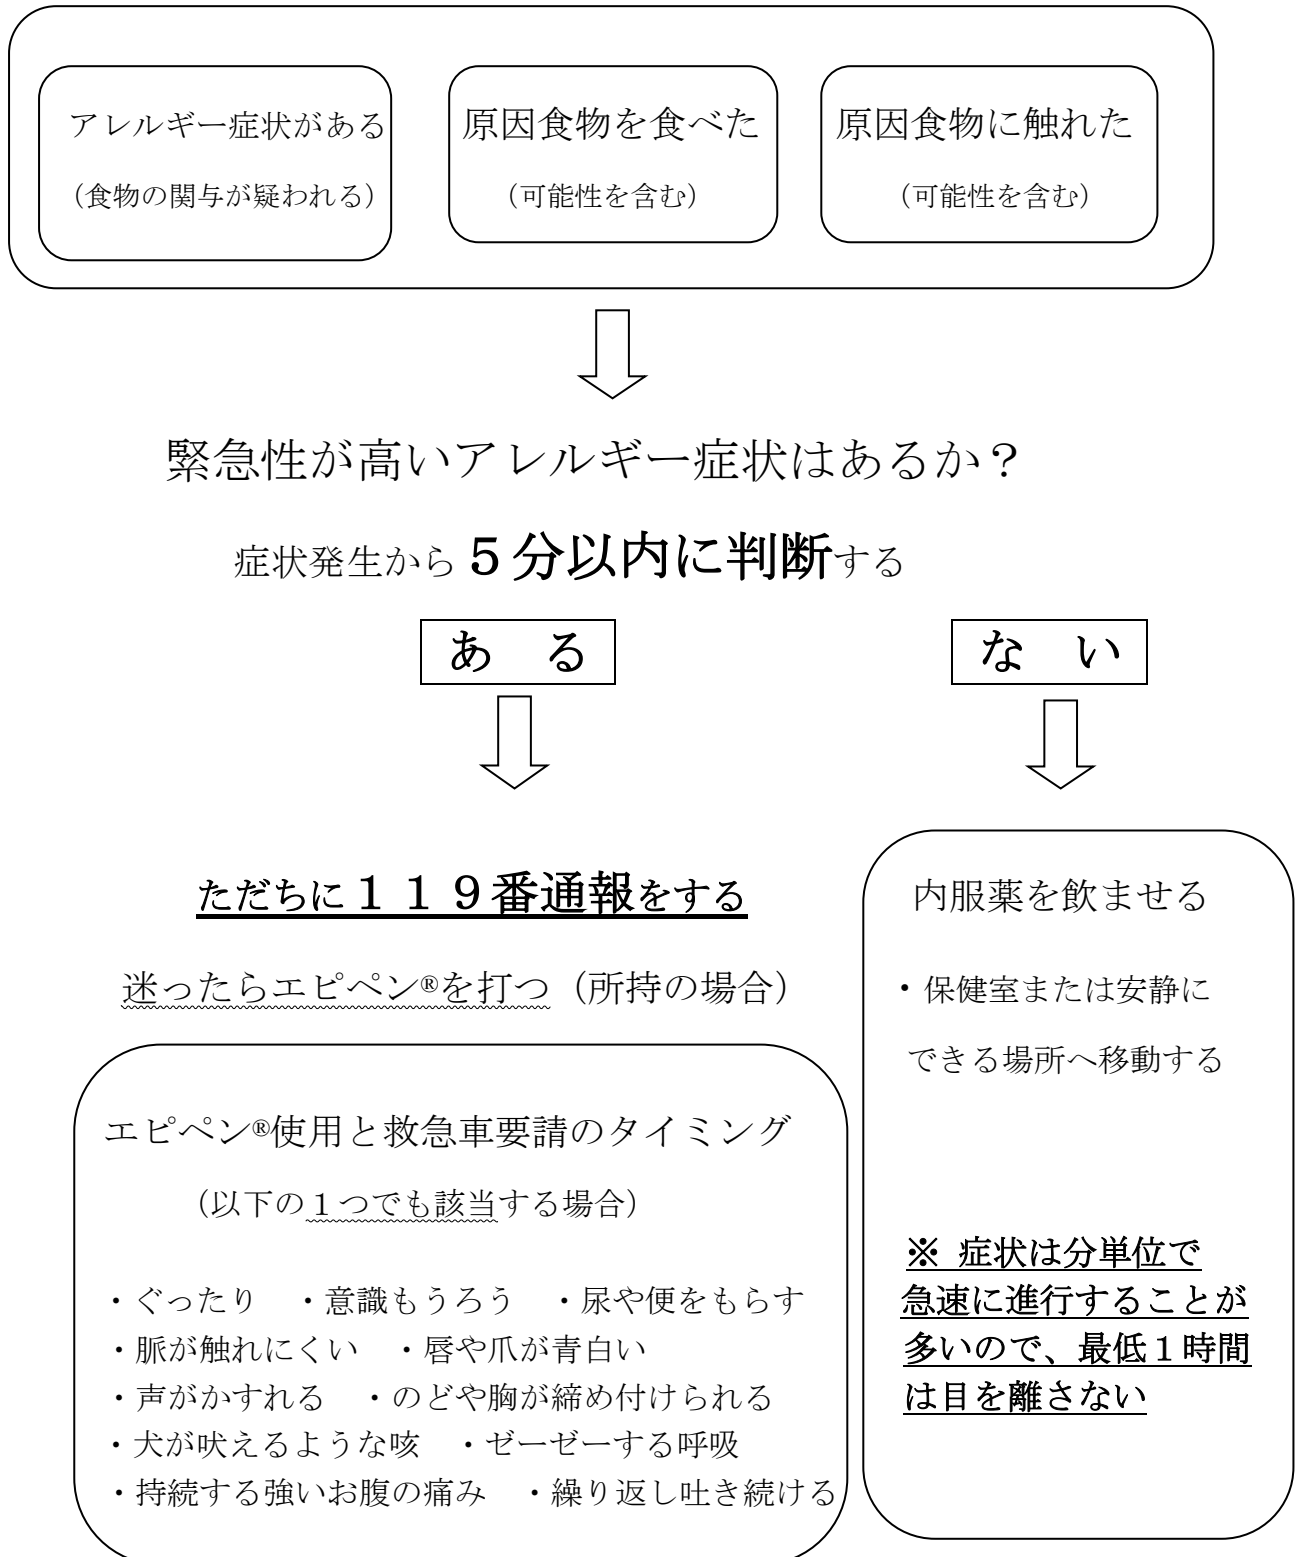 アレルギー症状がある
（食物の関与が疑われる）
原因食物を食べた
（可能性を含む）
原因食物に触れた
（可能性を含む）
緊急性が高いアレルギー症状はあるか？
症状発生から５分以内に判断する
あ　る
な　い
ただちに１１９番通報をする
迷ったらエピペン®を打つ（所持の場合）
エピペン®使用と救急車要請のタイミング
（以下の１つでも該当する場合）
・ぐったり　・意識もうろう　・尿や便をもらす
・脈が触れにくい　・唇や爪が青白い
・声がかすれる　・のどや胸が締め付けられる
・犬が吠えるような咳　・ゼーゼーする呼吸
・持続する強いお腹の痛み　・繰り返し吐き続ける
内服薬を飲ませる
・保健室または安静に
できる場所へ移動する
※ 症状は分単位で
急速に進行することが
多いので、最低１時間
は目を離さない